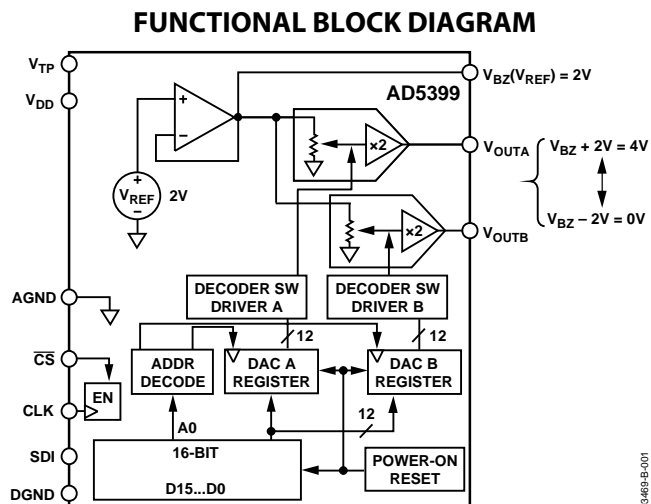 FUNCTIONAL BLOCK DIAGRAM
VTP
VDD
AD5399
VBZ(VREF) = 2V
+
−
×2
VOUTA
VBZ + 2V = 4V
VBZ − 2V = 0V
+
VREF
−
2V
×2
VOUTB
AGND
DECODER SW
DRIVER A
DECODER SW
DRIVER B
12
12
CS
EN
CLK
ADDR
DECODE
DAC A
REGISTER
DAC B
REGISTER
A0
12
SDI
16-BIT
D15...D0
POWER-ON
RESET
DGND
3469-B-001